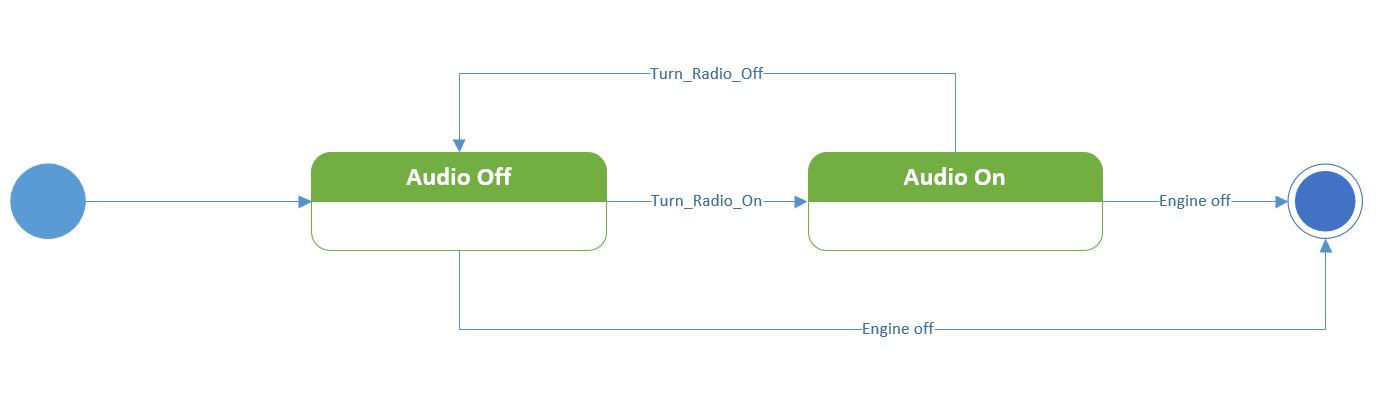 Turn_Radio_Off
Audio Off
Turn_Radio_On
Audio On
Engine off
Engine off